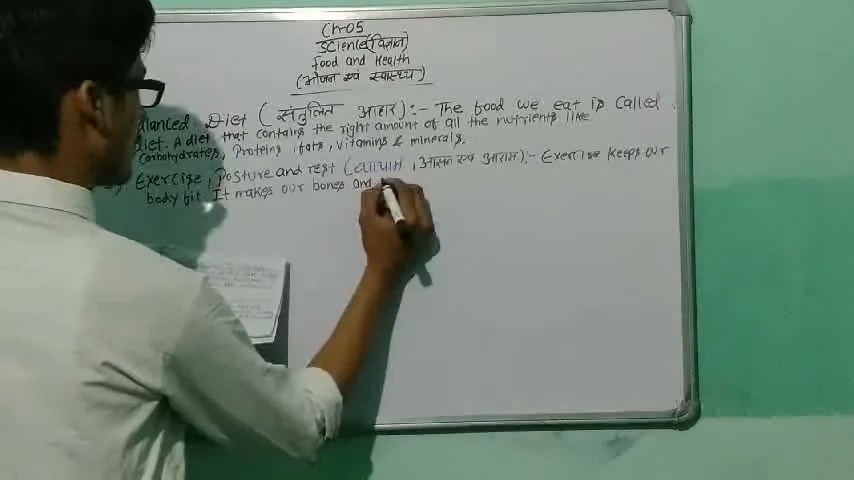 Ch-05
Science (विज्ञान)
Food and Health
(भोजन एवं स्वास्थ्य)
alanced Diet (संतुलित आहार) :- The food we eat is called
diet. A diet that contains the right amount of all the nutrients like
Carbohydrates, Proteins, fats, vitamins & minerals.
Exercise, Posture and rest (व्यायाम, आसन एवं आराम) :- Exercise keeps our
body fit. It makes our bones and